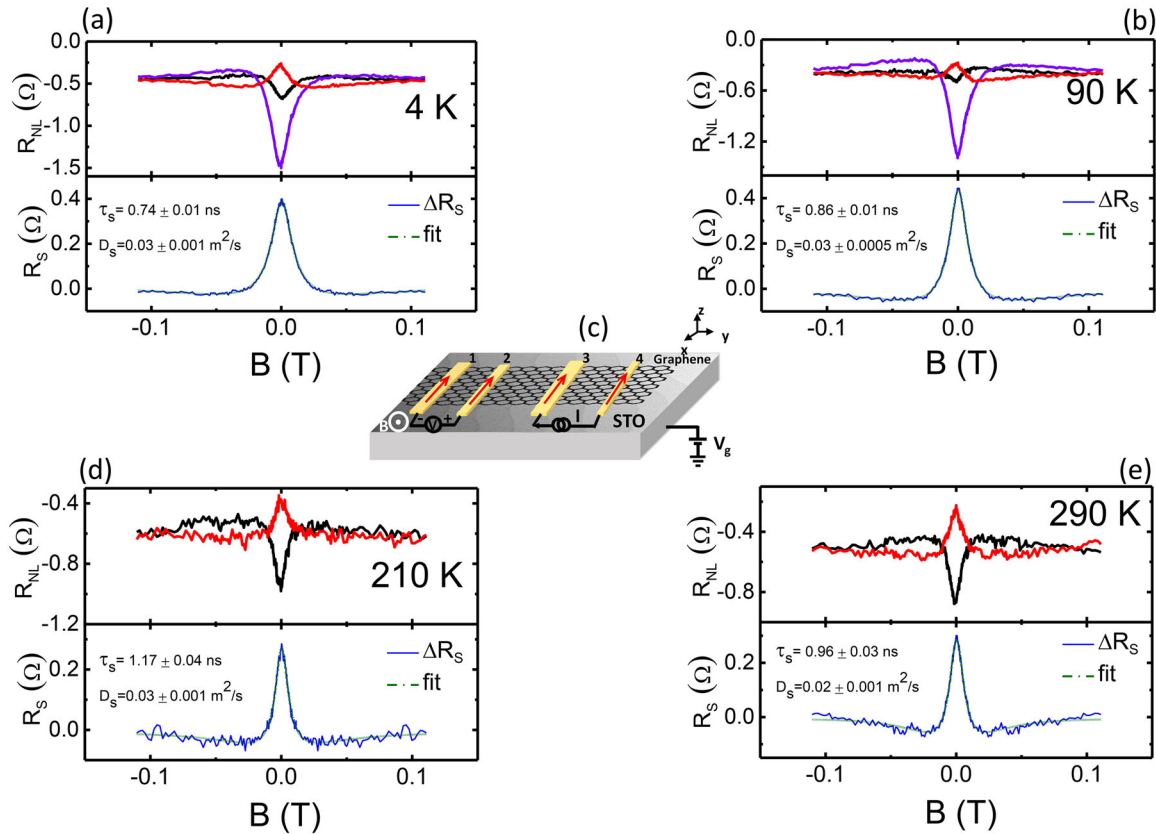 (a)
0.0
-0.5
-1.0
-1.5
R_NL (Ω)
4 K
0.4
0.2
0.0
R_S (Ω)
τ_s= 0.74 ± 0.01 ns
D_s=0.03 ± 0.001 m²/s
ΔR_S
fit
-0.1 0.0 0.1
B (T)
(b)
0.0
-0.6
-1.2
R_NL (Ω)
90 K
0.4
0.2
0.0
R_S (Ω)
τ_s= 0.86 ± 0.01 ns
D_s=0.03 ± 0.0005 m²/s
ΔR_S
fit
-0.1 0.0 0.1
B (T)
(c)
z
y
x
1 2 3 4
Graphene
B
- V +
I
STO
V_g
(d)
-0.4
-0.8
-1.2
R_NL (Ω)
210 K
0.2
0.0
R_S (Ω)
τ_s= 1.17 ± 0.04 ns
D_s=0.03 ± 0.001 m²/s
ΔR_S
fit
-0.1 0.0 0.1
B (T)
(e)
-0.4
-0.8
R_NL (Ω)
290 K
0.2
0.0
R_S (Ω)
τ_s= 0.96 ± 0.03 ns
D_s=0.02 ± 0.001 m²/s
ΔR_S
fit
-0.1 0.0 0.1
B (T)